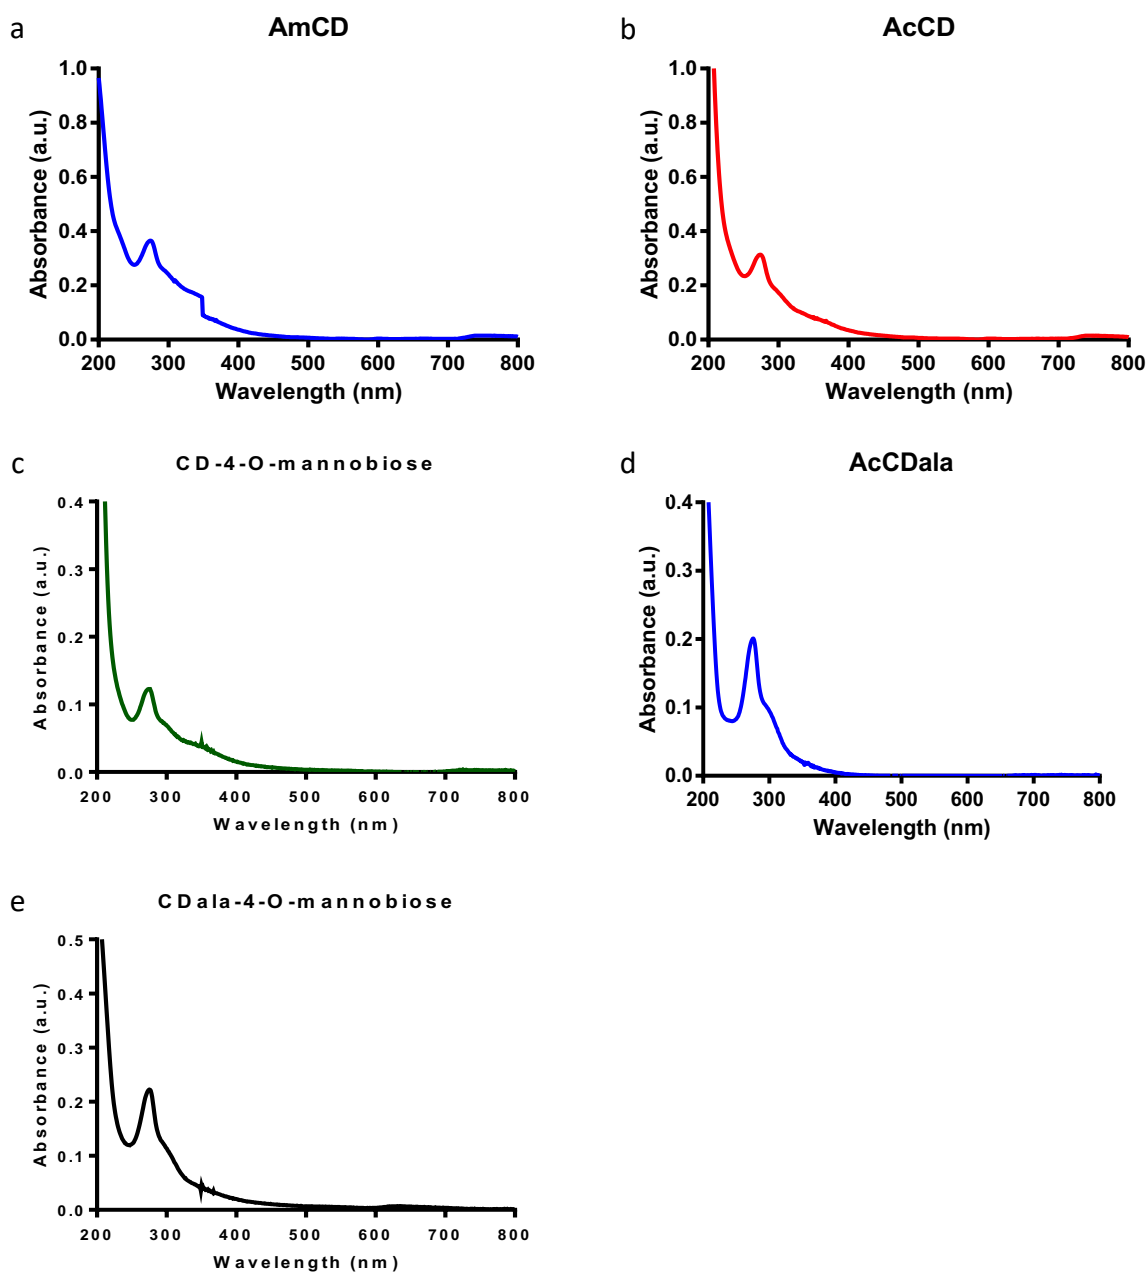 a
AmCD
Absorbance (a.u.)
1.0
0.8
0.6
0.4
0.2
0.0
200 300 400 500 600 700 800
Wavelength (nm)
b
AcCD
Absorbance (a.u.)
1.0
0.8
0.6
0.4
0.2
0.0
200 300 400 500 600 700 800
Wavelength (nm)
c
CD-4-O-mannobiose
Absorbance (a.u.)
0.4
0.3
0.2
0.1
0.0
200 300 400 500 600 700 800
Wavelength (nm)
d
AcCDala
Absorbance (a.u.)
0.4
0.3
0.2
0.1
0.0
200 300 400 500 600 700 800
Wavelength (nm)
e
CDala-4-O-mannobiose
Absorbance (a.u.)
0.5
0.4
0.3
0.2
0.1
0.0
200 300 400 500 600 700 800
Wavelength (nm)